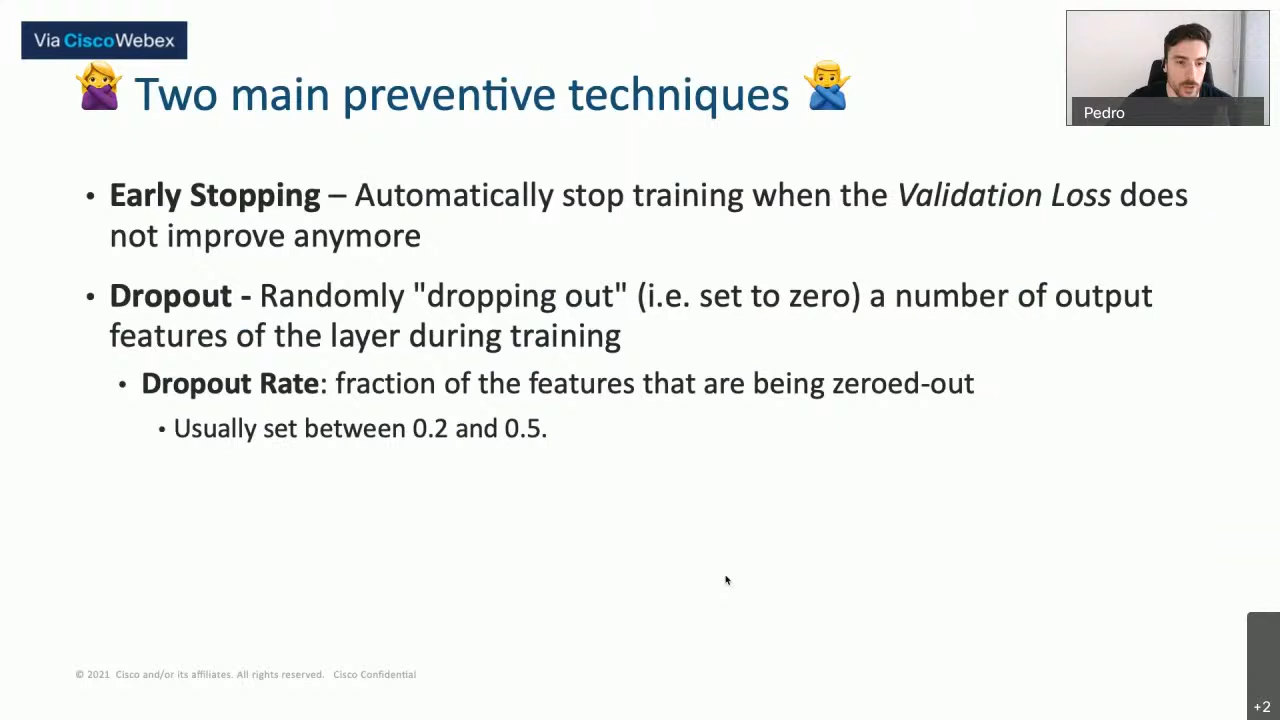 Via CiscoWebex
Two main preventive techniques
Pedro
• Early Stopping – Automatically stop training when the Validation Loss does
not improve anymore
• Dropout - Randomly "dropping out" (i.e. set to zero) a number of output
features of the layer during training
• Dropout Rate: fraction of the features that are being zeroed-out
• Usually set between 0.2 and 0.5.
© 2021 Cisco and/or its affiliates. All rights reserved. Cisco Confidential
+2